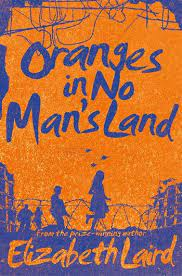 Oranges
in No
Man's Land
From the prize-winning author
Elizabeth Laird